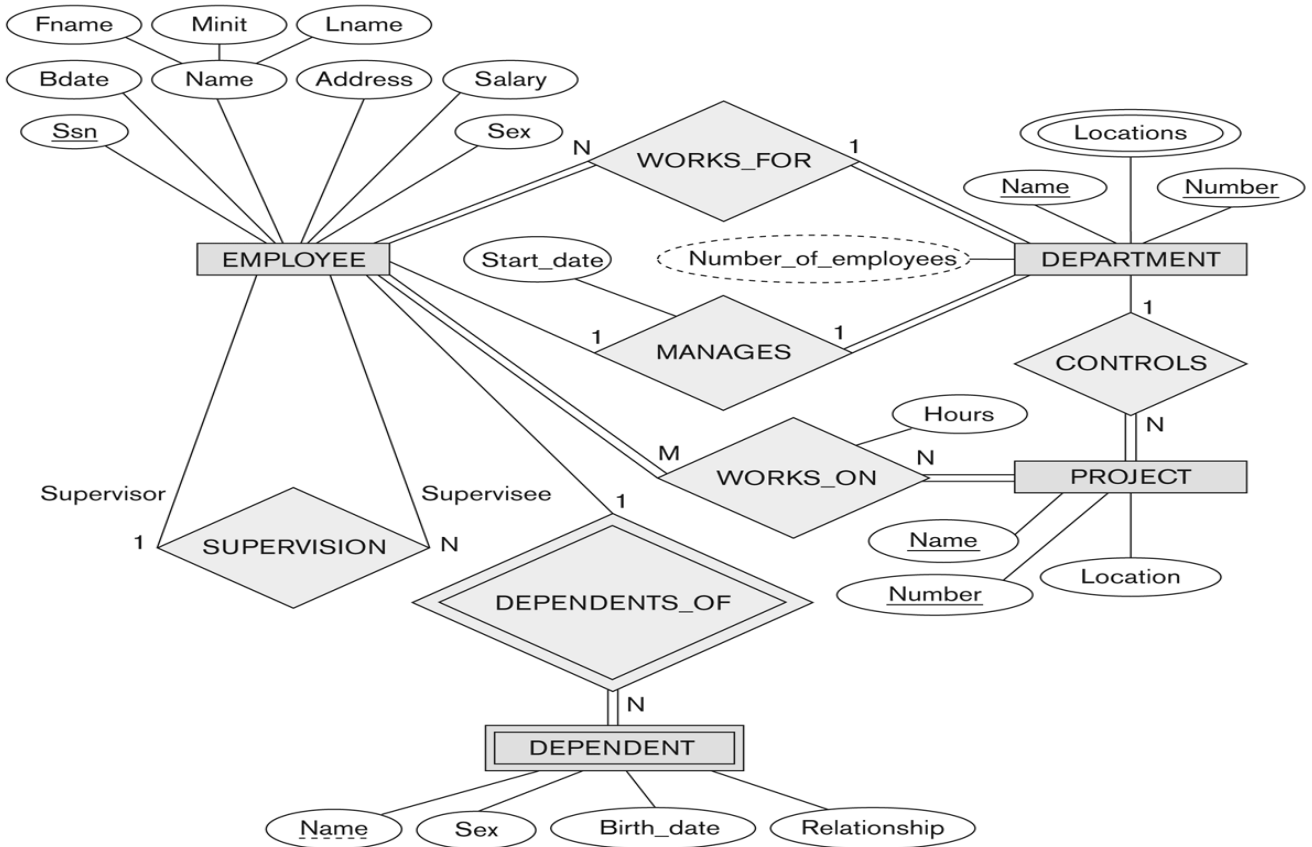 Fname
Minit
Lname
Bdate
Name
Address
Salary
Ssn
Sex
N
WORKS_FOR
1
Locations
Name
Number
EMPLOYEE
Start_date
Number_of_employees
DEPARTMENT
1
MANAGES
1
1
CONTROLS
N
Hours
M
WORKS_ON
N
PROJECT
Supervisor
Supervisee
1
SUPERVISION
N
1
Name
Number
Location
DEPENDENTS_OF
N
DEPENDENT
Name
Sex
Birth_date
Relationship